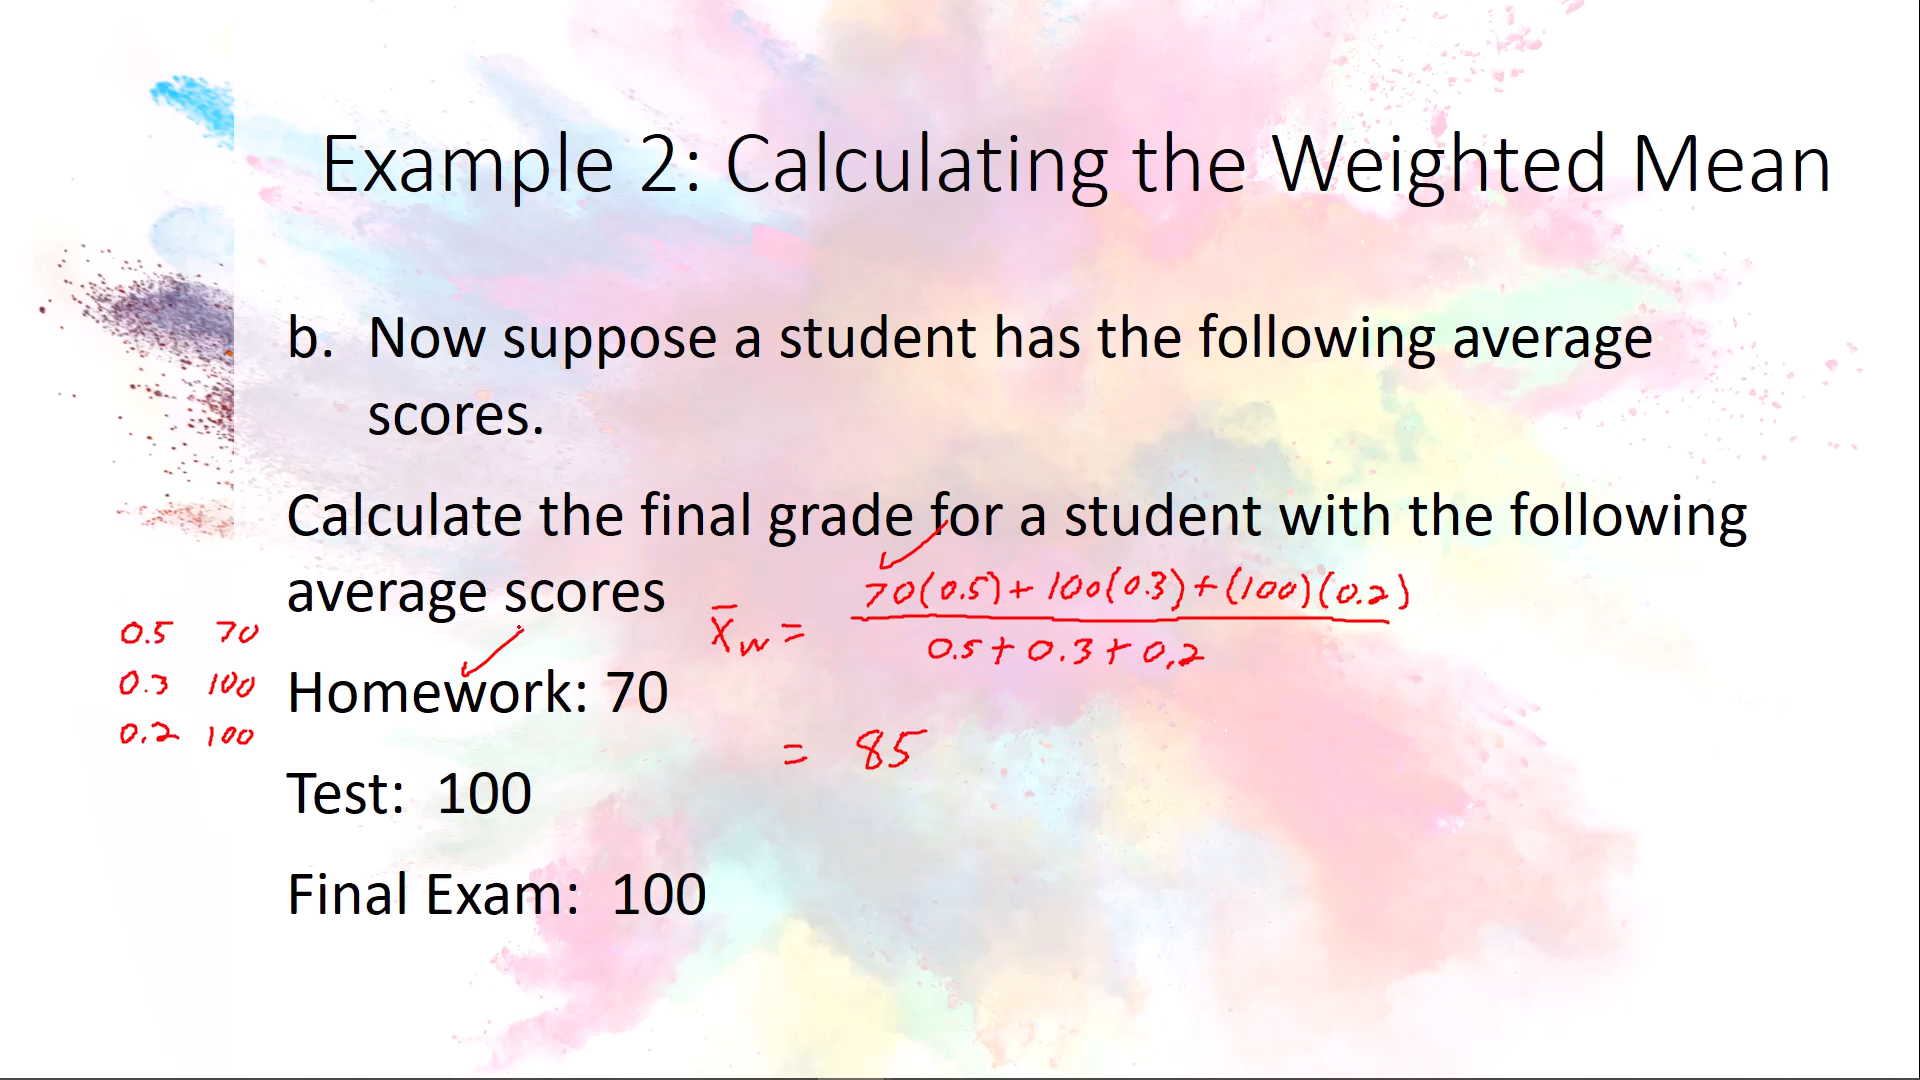 Example 2: Calculating the Weighted Mean
b. Now suppose a student has the following average
scores.
Calculate the final grade for a student with the following
average scores
x̄w = 70(0.5) + 100(0.3) + (100)(0.2)
0.5 + 0.3 + 0.2
0.5 70
0.3 100
0.2 100
Homework: 70
= 85
Test: 100
Final Exam: 100